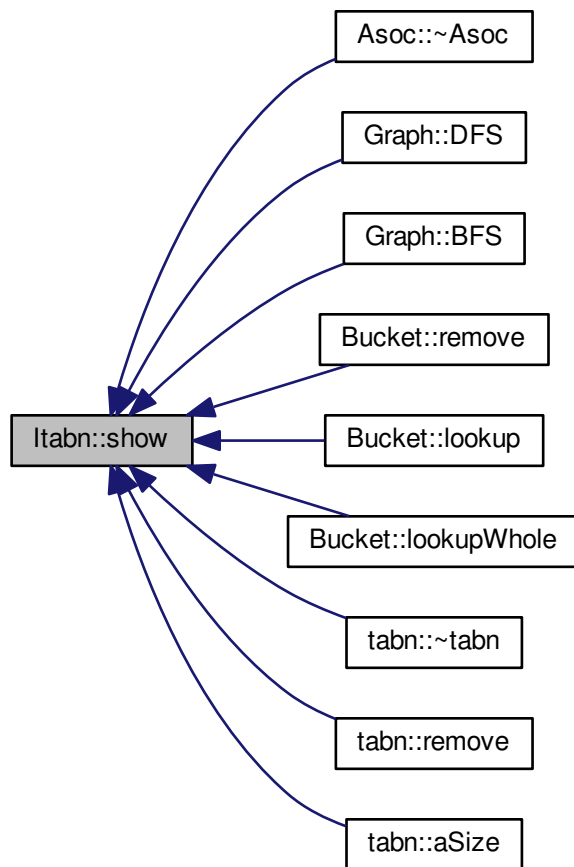 Asoc::~Asoc
Graph::DFS
Graph::BFS
Bucket::remove
Itabn::show
Bucket::lookup
Bucket::lookupWhole
tabn::~tabn
tabn::remove
tabn::aSize